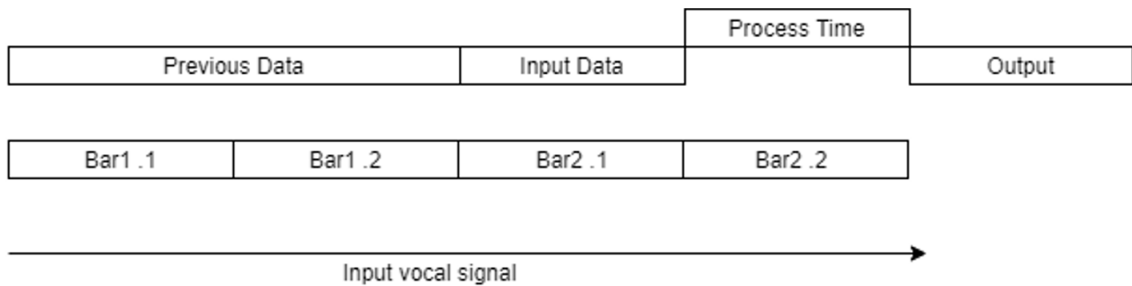 Process Time
Previous Data Input Data Output
Bar1 .1 Bar1 .2 Bar2 .1 Bar2 .2
Input vocal signal